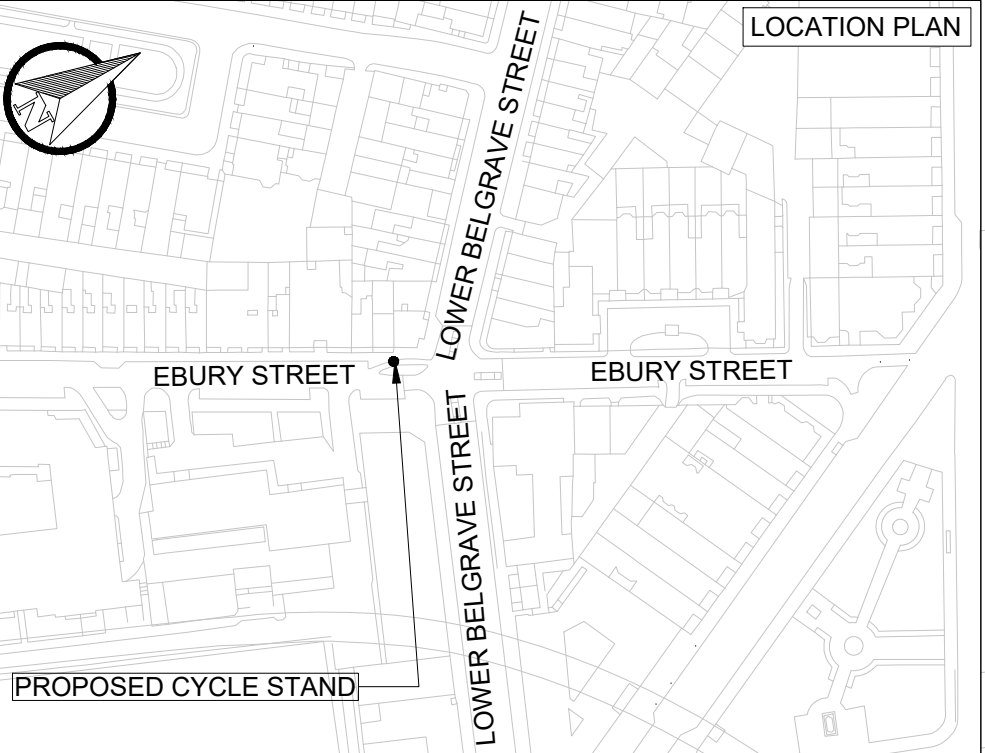 LOCATION PLAN
N
LOWER BELGRAVE STREET
EBURY STREET
EBURY STREET
LOWER BELGRAVE STREET
PROPOSED CYCLE STAND